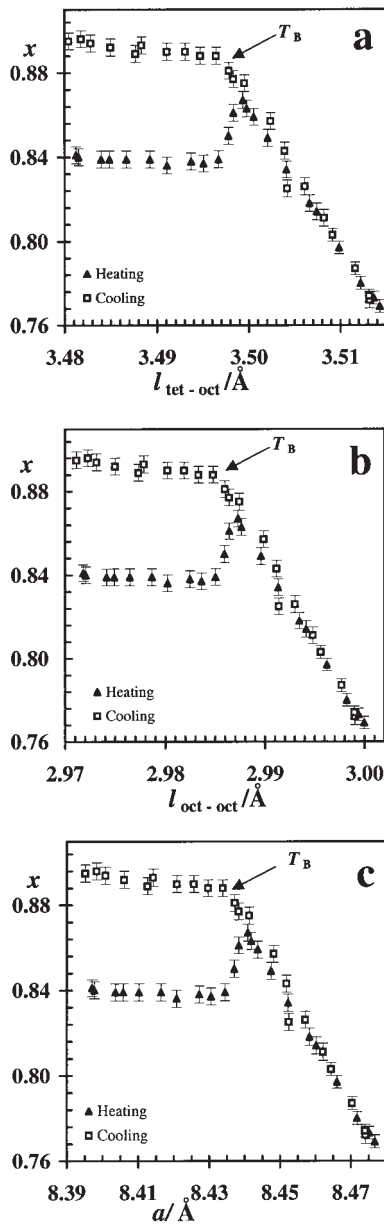 x
a
T B
0.88
0.84
0.80
0.76
▲ Heating
□ Cooling
3.48 3.49 3.50 3.51
l tet - oct /Å
x
b
T B
0.88
0.84
0.80
0.76
▲ Heating
□ Cooling
2.97 2.98 2.99 3.00
l oct - oct /Å
x
c
T B
0.88
0.84
0.80
0.76
▲ Heating
□ Cooling
8.39 8.41 8.43 8.45 8.47
a/ Å